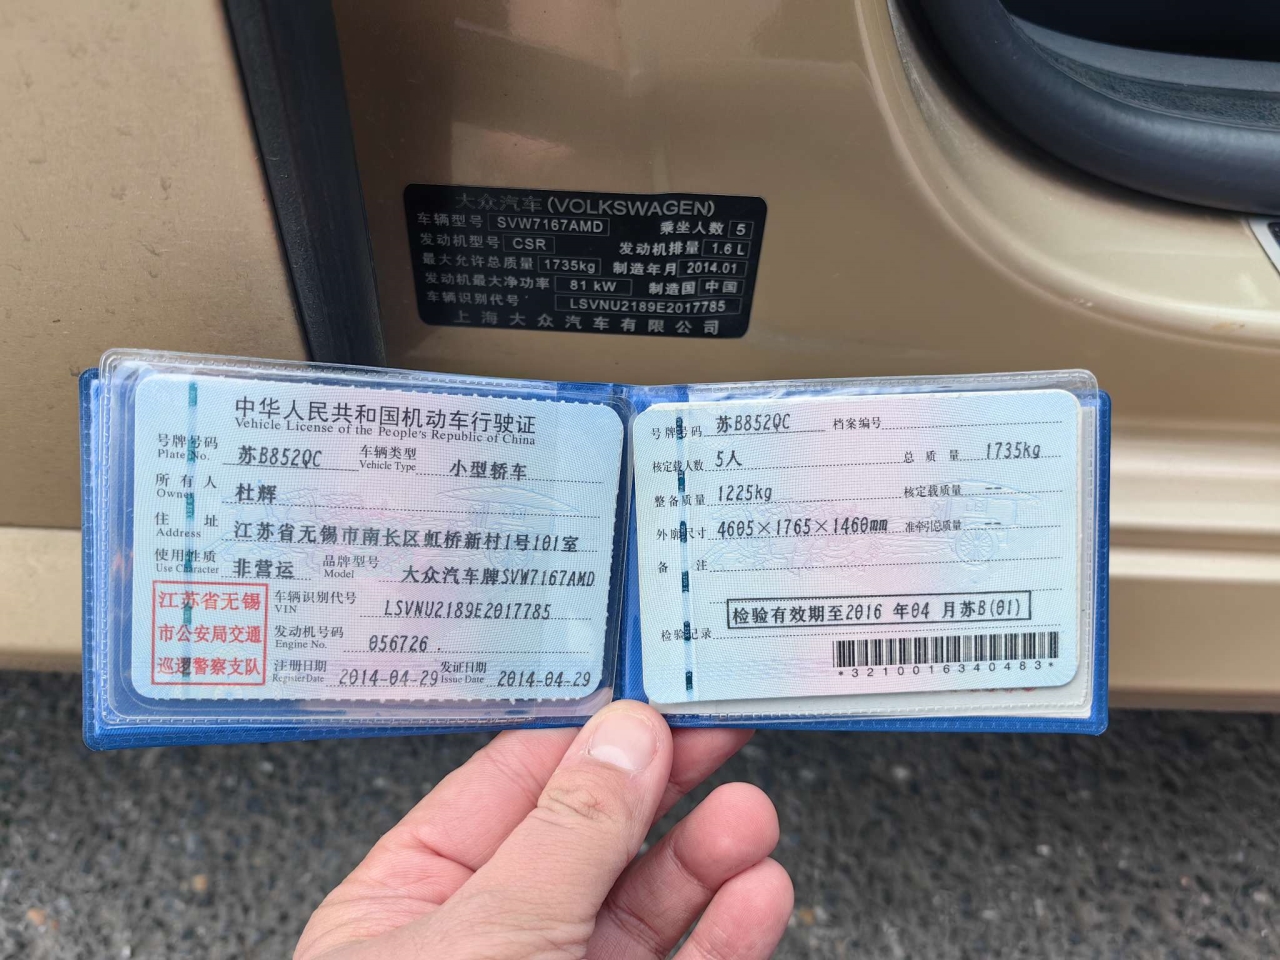 大众汽车(VOLKSWAGEN)
车辆型号 SVW7167AMD 乘坐人数 5
发动机型号 CSR 发动机排量 1.6 L
最大允许总质量 1735kg 制造年月 2014.01
发动机最大净功率 81 kW 制造国 中国
车辆识别代号 LSVNU2189E2017785
上海大众汽车有限公司
中华人民共和国机动车行驶证
Vehicle License of the People's Republic of China
号牌号码 苏B852QC 车辆类型 小型轿车
Plate No. Vehicle Type
所有人 杜辉
Owner
住址 江苏省无锡市南长区虹桥新村1号101室
Address
使用性质 非营运 品牌型号 大众汽车牌SVW7167AMD
Use Character Model
江苏省无锡
市公安局交通
巡逻警察支队
车辆识别代号 LSVNU2189E2017785
VIN
发动机号码 056726
Engine No.
注册日期 2014-04-29 发证日期 2014-04-29
Register Date Issue Date
号牌号码 苏B852QC 档案编号
核定载人数 5人 总质量 1735kg
整备质量 1225kg 核定载质量 --
外廓尺寸 4605×1765×1460mm 准牵引总质量 --
备注
检验有效期至2016 年04 月苏B(01)
检验记录
*3210016340483*